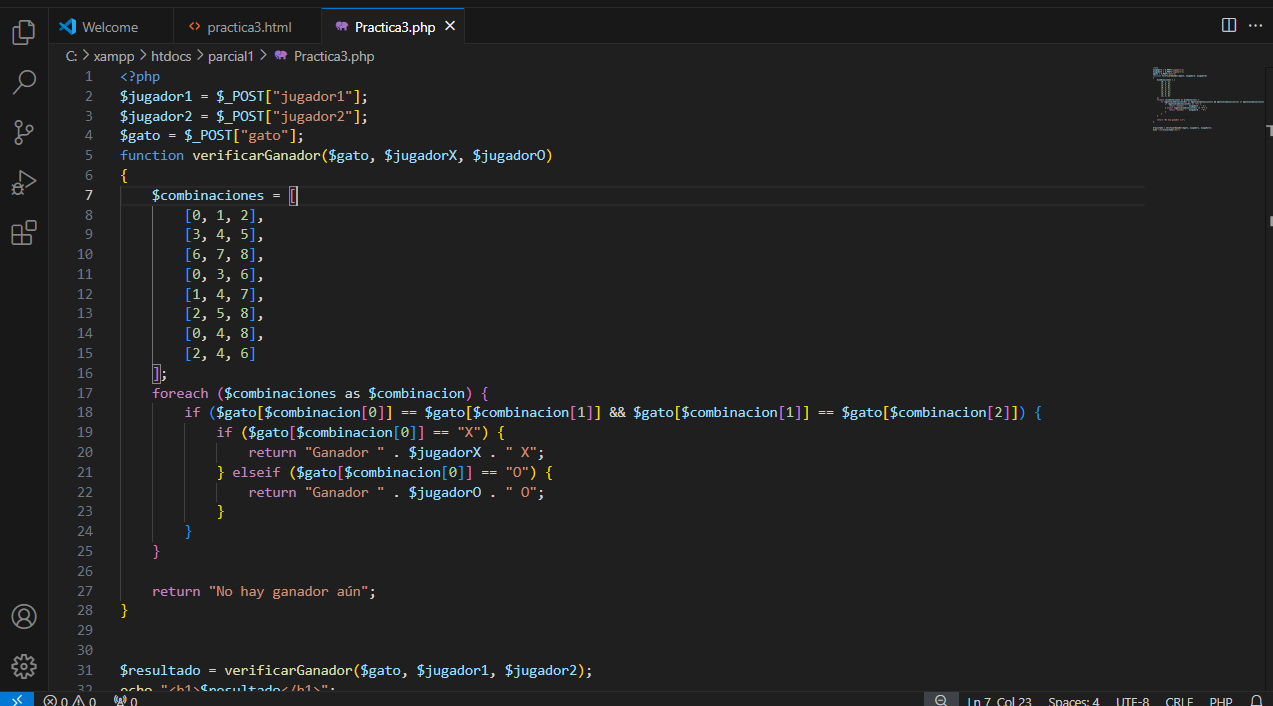 Welcome practica3.html Practica3.php
C: > xampp > htdocs > parcial1 > Practica3.php
1 <?php
2 $jugador1 = $_POST["jugador1"];
3 $jugador2 = $_POST["jugador2"];
4 $gato = $_POST["gato"];
5 function verificarGanador($gato, $jugadorX, $jugadorO)
6 {
7     $combinaciones = [
8         [0, 1, 2],
9         [3, 4, 5],
10         [6, 7, 8],
11         [0, 3, 6],
12         [1, 4, 7],
13         [2, 5, 8],
14         [0, 4, 8],
15         [2, 4, 6]
16     ];
17     foreach ($combinaciones as $combinacion) {
18         if ($gato[$combinacion[0]] == $gato[$combinacion[1]] && $gato[$combinacion[1]] == $gato[$combinacion[2]]) {
19             if ($gato[$combinacion[0]] == "X") {
20                 return "Ganador " . $jugadorX . " X";
21             } elseif ($gato[$combinacion[0]] == "O") {
22                 return "Ganador " . $jugadorO . " O";
23             }
24         }
25     }
26
27     return "No hay ganador aún";
28 }
29
30
31 $resultado = verificarGanador($gato, $jugador1, $jugador2);
32 echo "<h1>$resultado</h1>";
0 0 0 Ln 7, Col 23 Spaces: 4 UTF-8 CRLF PHP